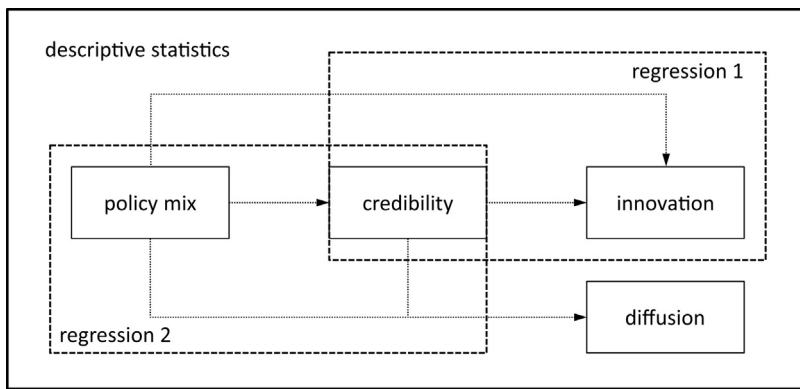 descriptive statistics
regression 1
policy mix
credibility
innovation
diffusion
regression 2